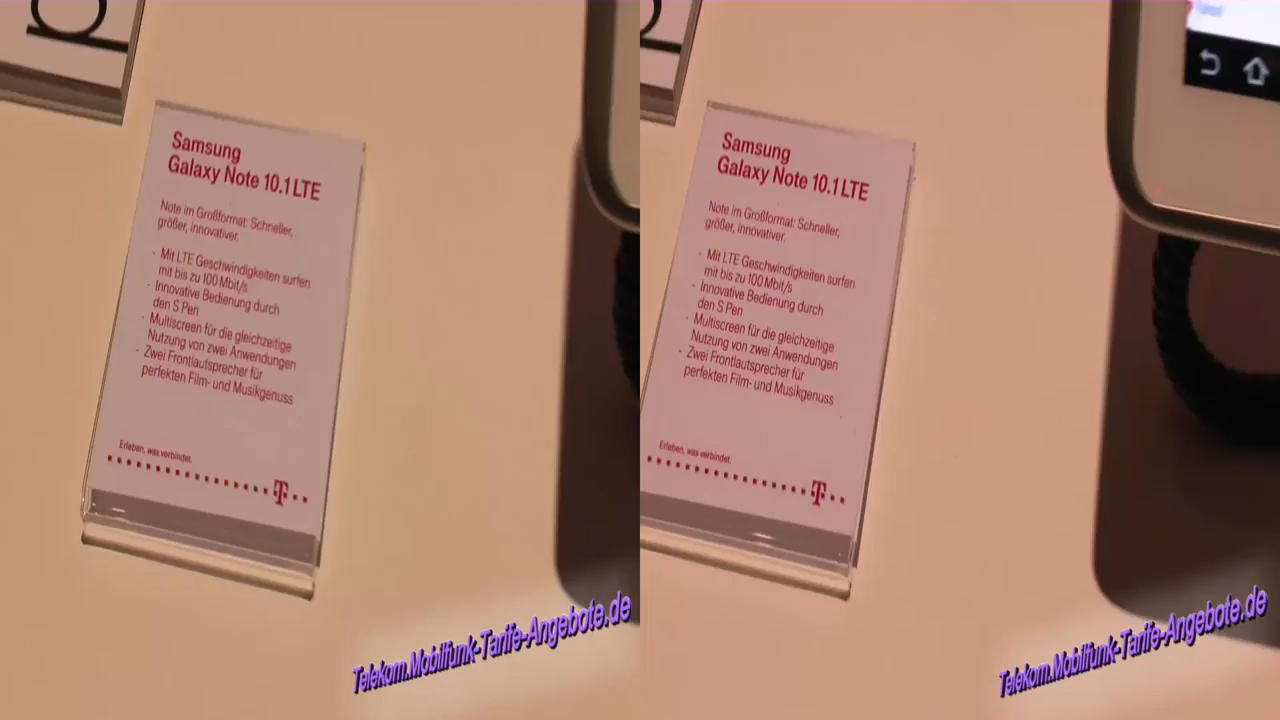 Samsung
Galaxy Note 10.1 LTE
Note im Großformat: Schneller,
größer, innovativer.
- Mit LTE Geschwindigkeiten surfen
mit bis zu 100 Mbit/s
- Innovative Bedienung durch
den S Pen
- Multiscreen für die gleichzeitige
Nutzung von zwei Anwendungen
- Zwei Frontlautsprecher für
perfekten Film- und Musikgenuss
Erleben, was verbindet.
T
Telekom.Mobilfunk-Tarife-Angebote.de
Samsung
Galaxy Note 10.1 LTE
Note im Großformat: Schneller,
größer, innovativer.
- Mit LTE Geschwindigkeiten surfen
mit bis zu 100 Mbit/s
- Innovative Bedienung durch
den S Pen
- Multiscreen für die gleichzeitige
Nutzung von zwei Anwendungen
- Zwei Frontlautsprecher für
perfekten Film- und Musikgenuss
Erleben, was verbindet.
T
Telekom.Mobilfunk-Tarife-Angebote.de